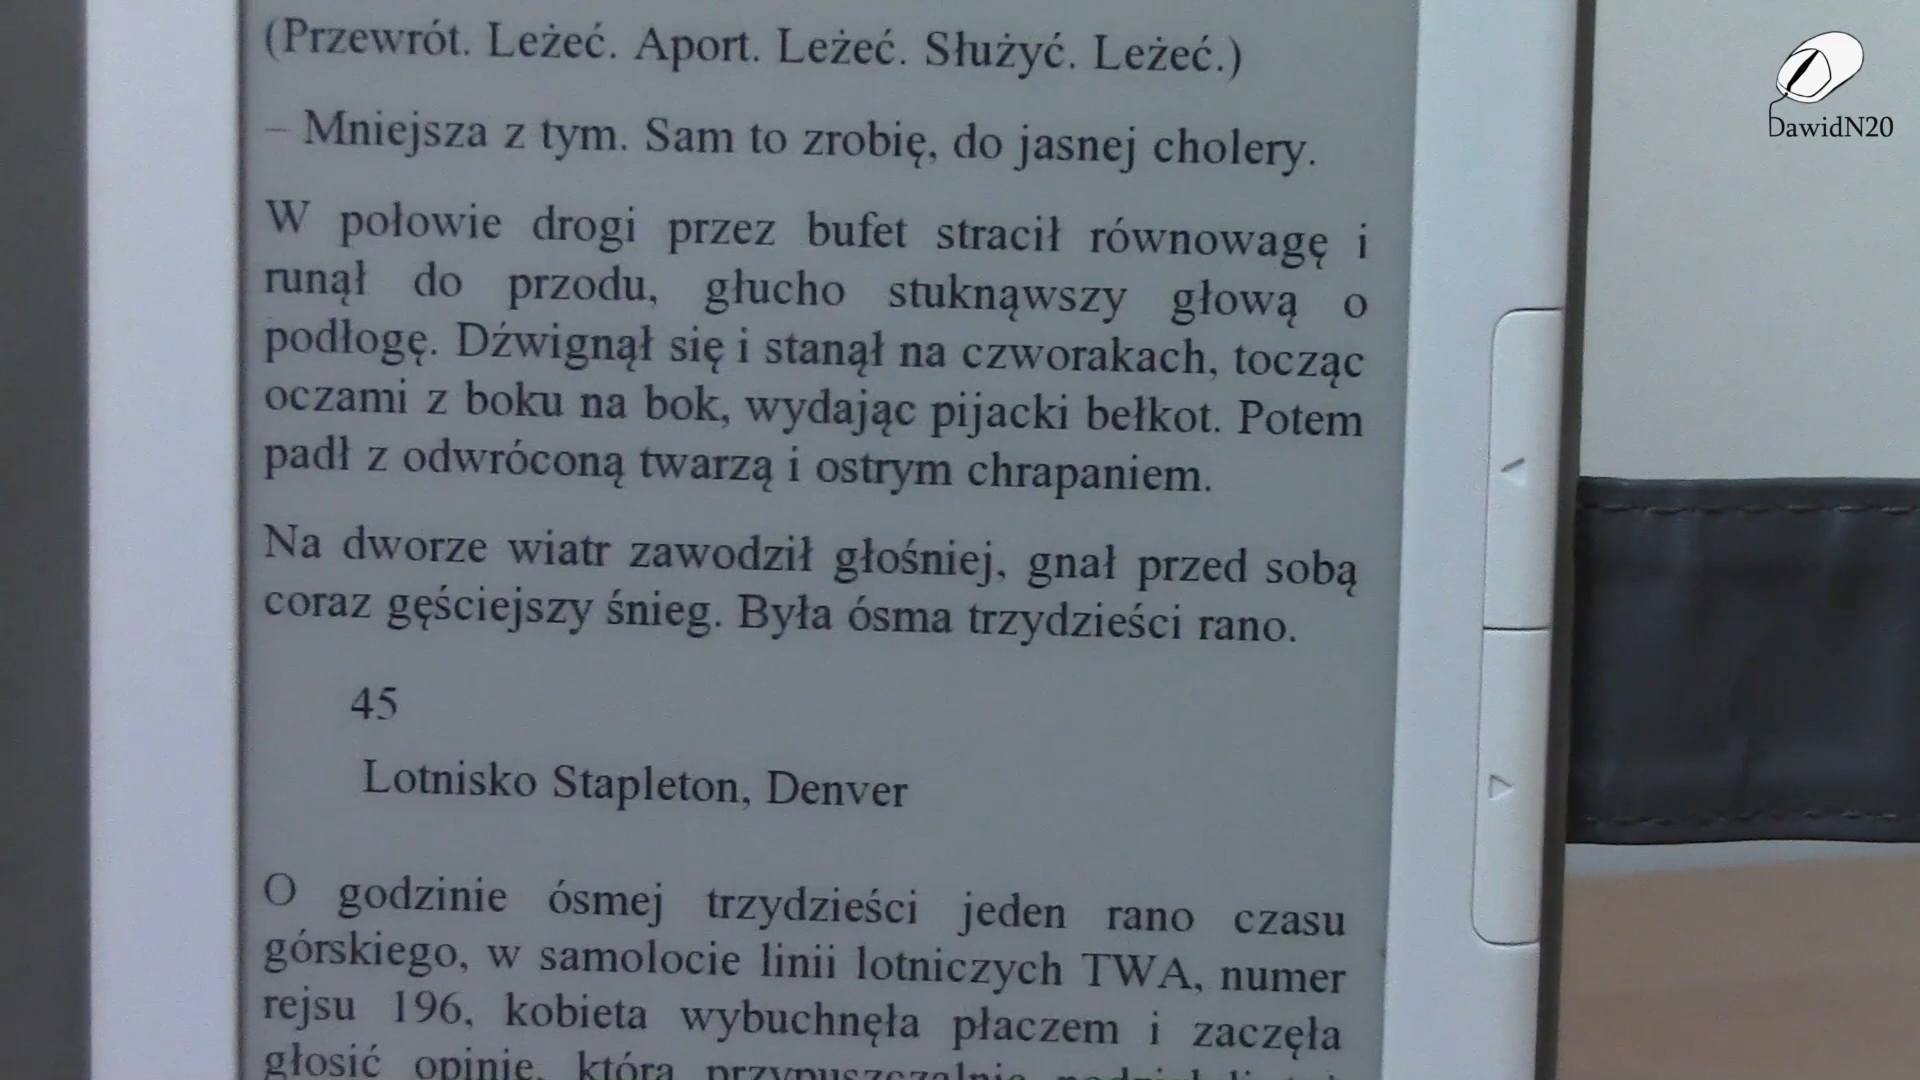 (Przewrót. Leżeć. Aport. Leżeć. Służyć. Leżeć.)
– Mniejsza z tym. Sam to zrobię, do jasnej cholery.
W połowie drogi przez bufet stracił równowagę i
runął do przodu, głucho stuknąwszy głową o
podłogę. Dźwignął się i stanął na czworakach, tocząc
oczami z boku na bok, wydając pijacki bełkot. Potem
padł z odwróconą twarzą i ostrym chrapaniem.
Na dworze wiatr zawodził głośniej, gnał przed sobą
coraz gęściejszy śnieg. Była ósma trzydzieści rano.
45
Lotnisko Stapleton, Denver
O godzinie ósmej trzydzieści jeden rano czasu
górskiego, w samolocie linii lotniczych TWA, numer
rejsu 196, kobieta wybuchnęła płaczem i zaczęła
głosić opinię, którą przypuszczalnie
DawidN20